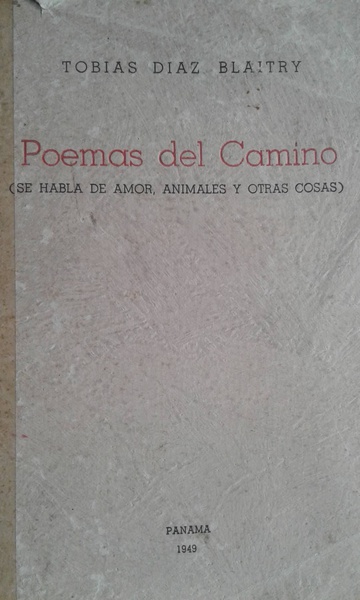 TOBIAS DIAZ BLAITRY
Poemas del Camino
(SE HABLA DE AMOR, ANIMALES Y OTRAS COSAS)
PANAMA
1949